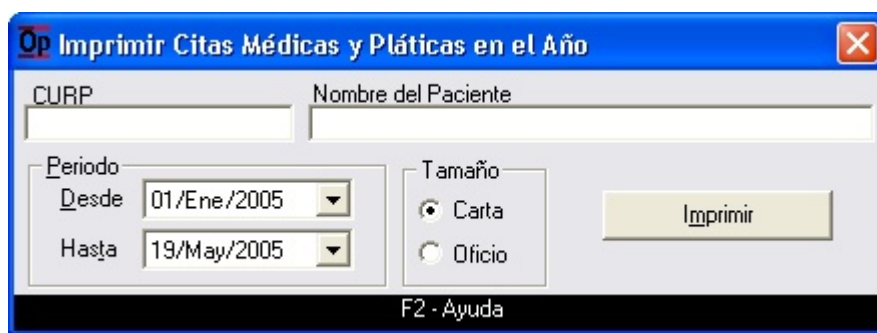 Op Imprimir Citas Médicas y Pláticas en el Año
CURP Nombre del Paciente
Periodo
Desde 01/Ene/2005
Hasta 19/May/2005
Tamaño
Carta
Oficio
Imprimir
F2 - Ayuda